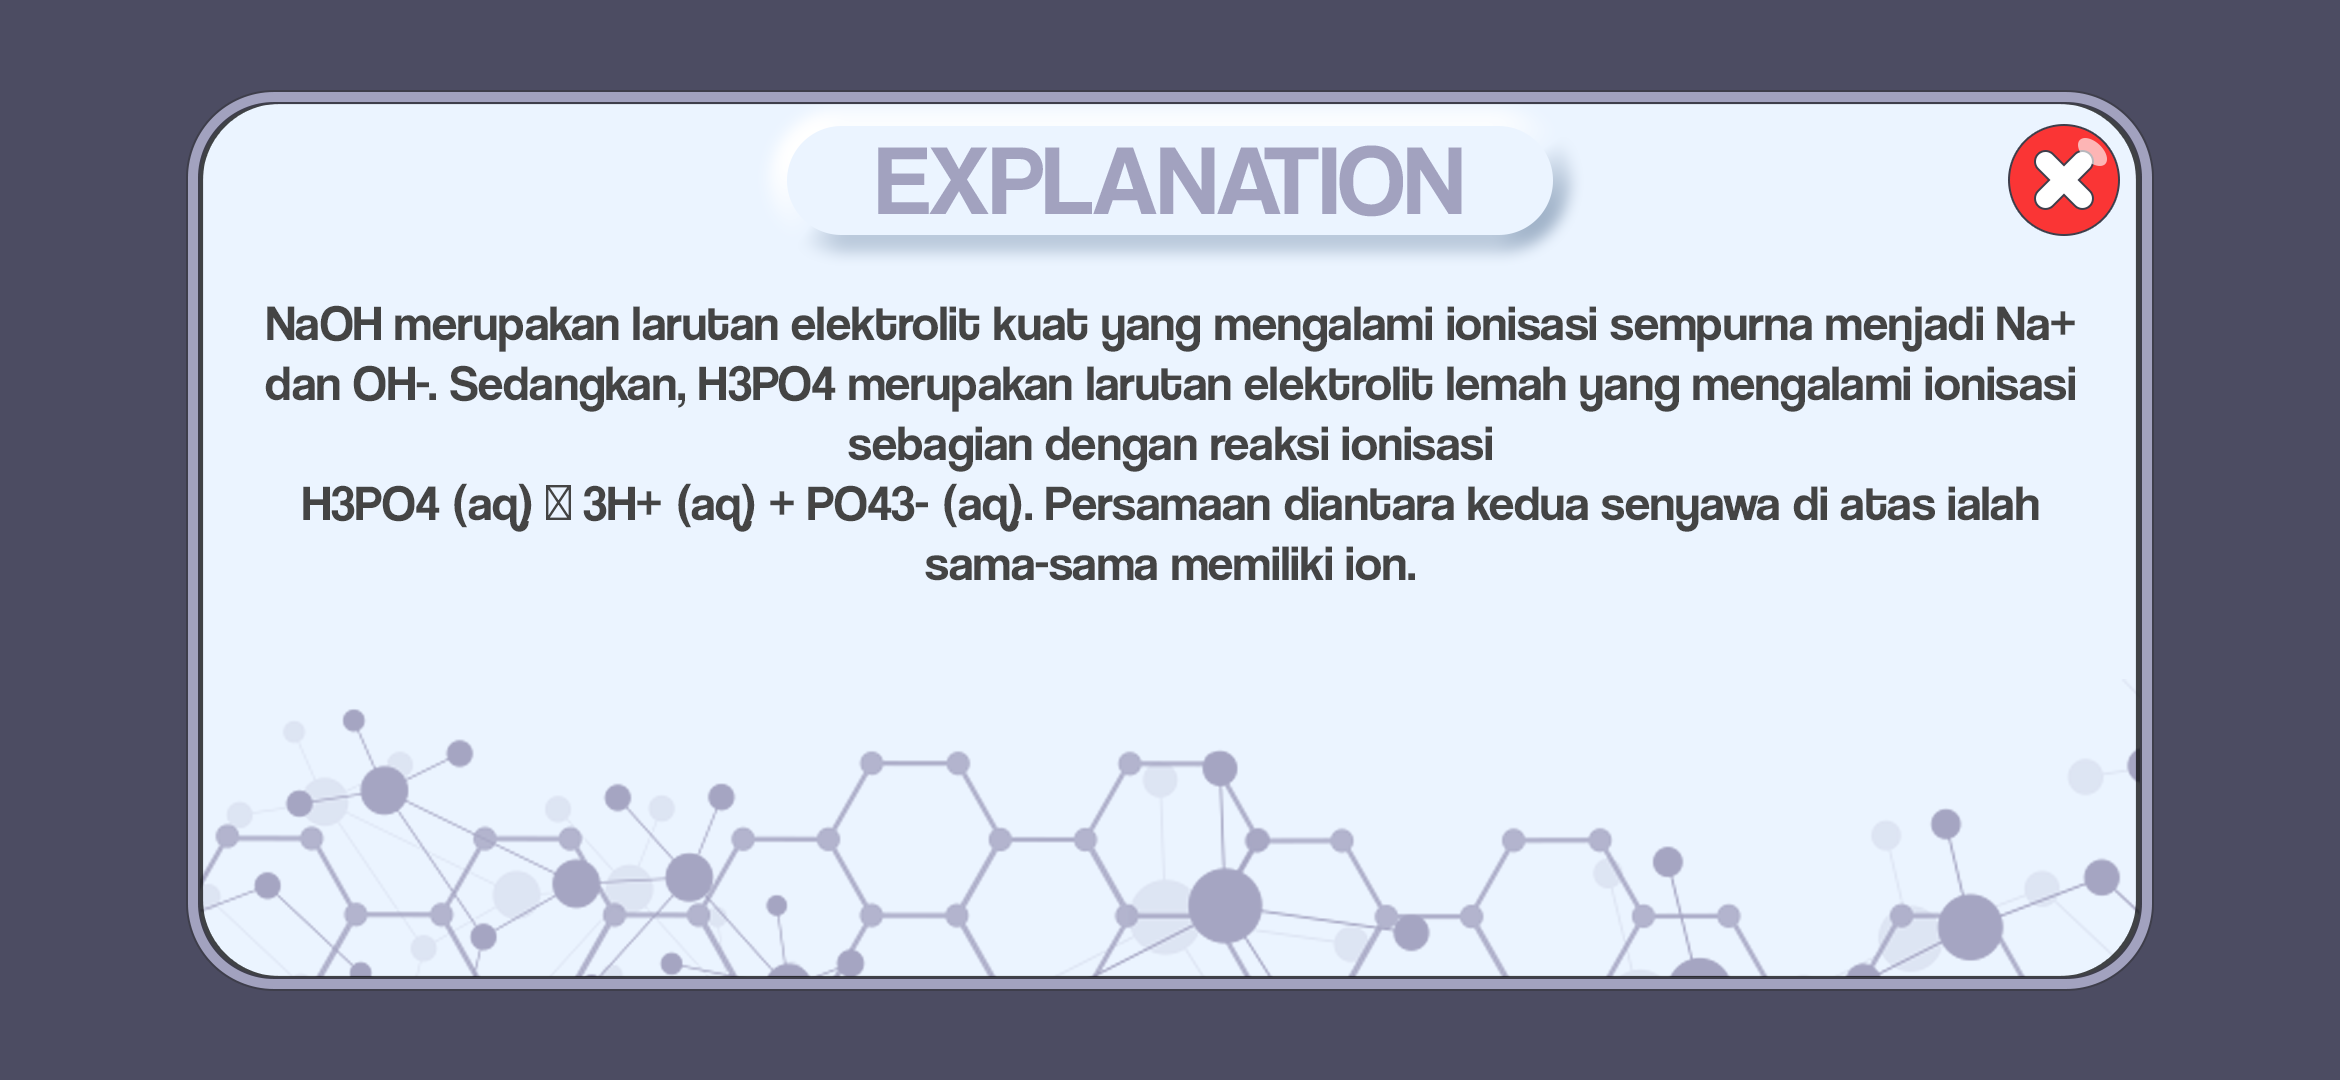 EXPLANATION
NaOH merupakan larutan elektrolit kuat yang mengalami ionisasi sempurna menjadi Na+
dan OH-. Sedangkan, H3PO4 merupakan larutan elektrolit lemah yang mengalami ionisasi
sebagian dengan reaksi ionisasi
H3PO4 (aq) 3H+ (aq) + PO43- (aq). Persamaan diantara kedua senyawa di atas ialah
sama-sama memiliki ion.